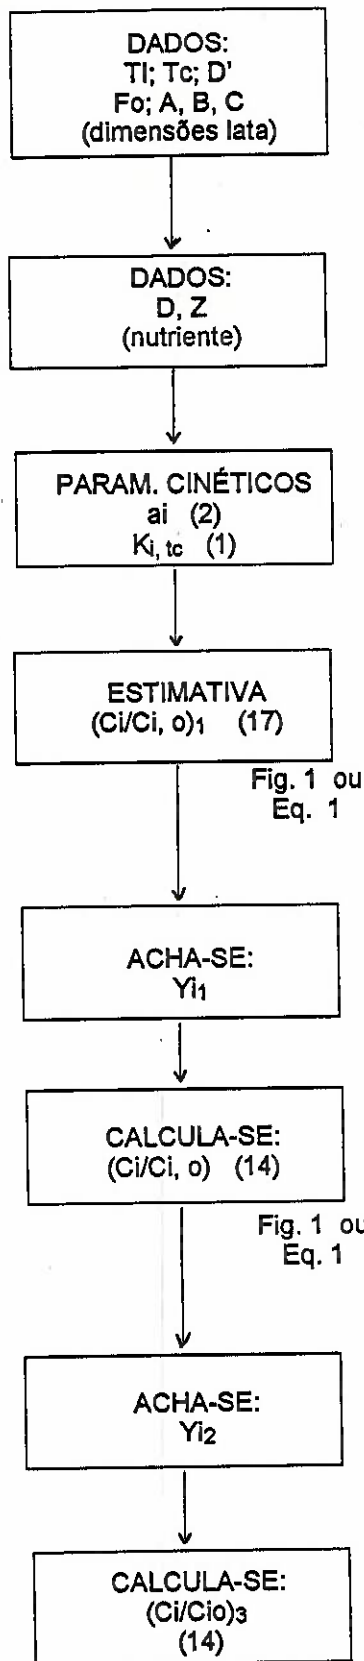 DADOS:
Tl; Tc; D'
Fo; A, B, C
(dimensões lata)
DADOS:
D, Z
(nutriente)
PARAM. CINÉTICOS
ai (2)
Ki, tc (1)
ESTIMATIVA
(Ci/Ci, o)1 (17)
Fig. 1 ou
Eq. 1
ACHA-SE:
Yi1
CALCULA-SE:
(Ci/Ci, o) (14)
Fig. 1 ou
Eq. 1
ACHA-SE:
Yi2
CALCULA-SE:
(Ci/Cio)3
(14)